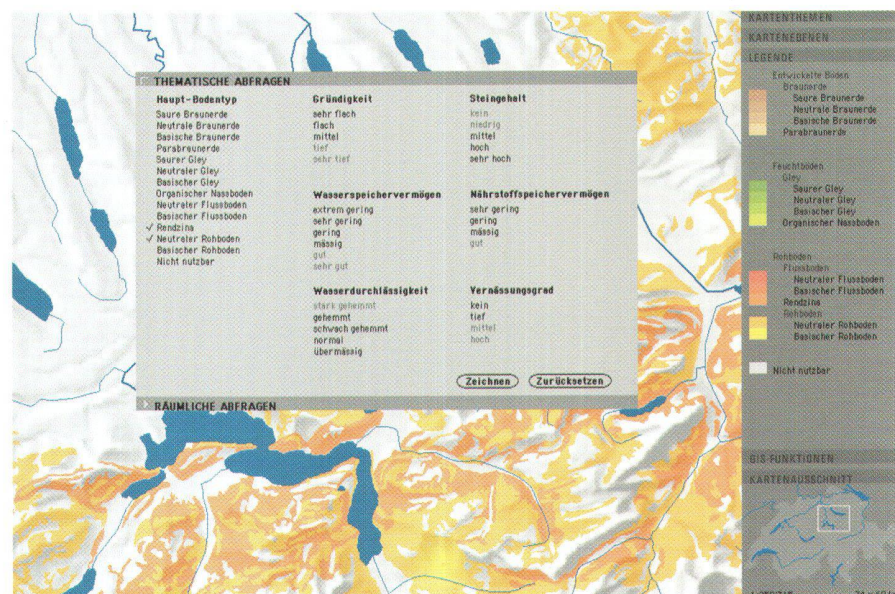 THEMATISCHE ABFRAGEN
Haupt-Bodentyp
Saure Braunerde
Neutrale Braunerde
Basische Braunerde
Parabraunerde
Saurer Gley
Neutraler Gley
Basischer Gley
Organischer Nassboden
Neutraler Flussboden
Basischer Flussboden
✓ Rendzina
✓ Neutraler Rohboden
Basischer Rohboden
Nicht nutzbar
Gründigkeit
sehr flach
flach
mittel
tief
sehr tief
Steingehalt
kein
niedrig
mittel
hoch
sehr hoch
Wasserspeichervermögen
extrem gering
sehr gering
gering
mässig
gut
sehr gut
Nährstoffspeichervermögen
sehr gering
gering
mässig
gut
Wasserdurchlässigkeit
stark gehemmt
gehemmt
schwach gehemmt
normal
übermässig
Vernässungsgrad
kein
tief
mittel
hoch
Zeichnen
Zurücksetzen
RÄUMLICHE ABFRAGEN
KARTENTHEMEN
KARTENEBENEN
LEGENDE
Entwickelte Böden
Braunerde
Saure Braunerde
Neutrale Braunerde
Basische Braunerde
Parabraunerde
Feuchtböden
Gley
Saurer Gley
Neutraler Gley
Basischer Gley
Organischer Nassboden
Rohböden
Flussböden
Neutraler Flussboden
Basischer Flussboden
Rendzina
Rohböden
Neutraler Rohboden
Basischer Rohboden
Nicht nutzbar
GIS FUNKTIONEN
KARTENAUSSCHNITT